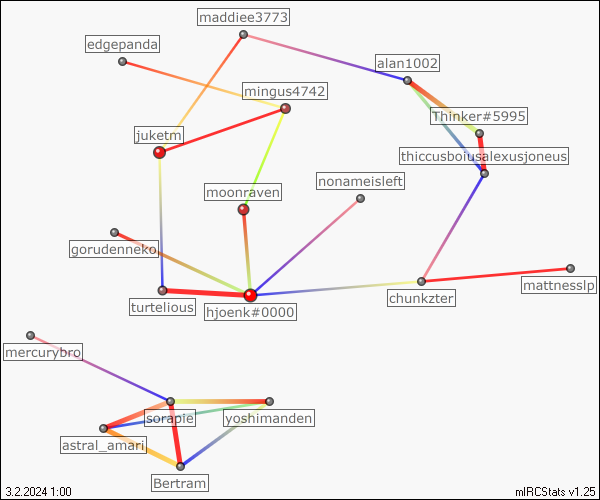 maddiee3773
edgepanda
alan1002
mingus4742
Thinker#5995
juketm
thiccusboiusalexusjoneus
moonraven
nonameisleft
gorudenneko
mattnesslp
turtelious
chunkzter
hjoenk#0000
mercurybro
sorapie
yoshimanden
astral_amari
Bertram
3.2.2024 1:00
mIRCStats v1.25